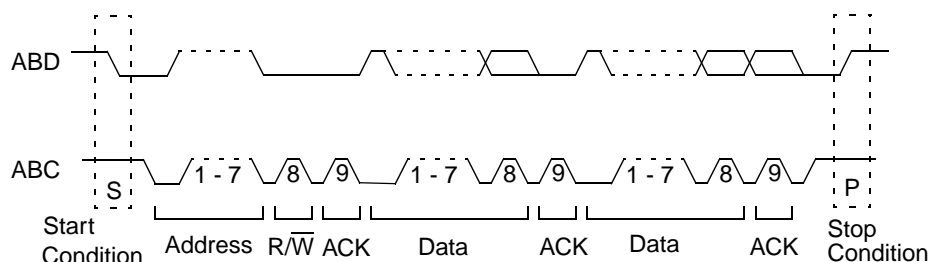 ABD
ABC
S
1 - 7
8
9
1 - 7
8
9
1 - 7
8
9
P
Start
Condition
Address
R/W̅
ACK
Data
ACK
Data
ACK
Stop
Condition